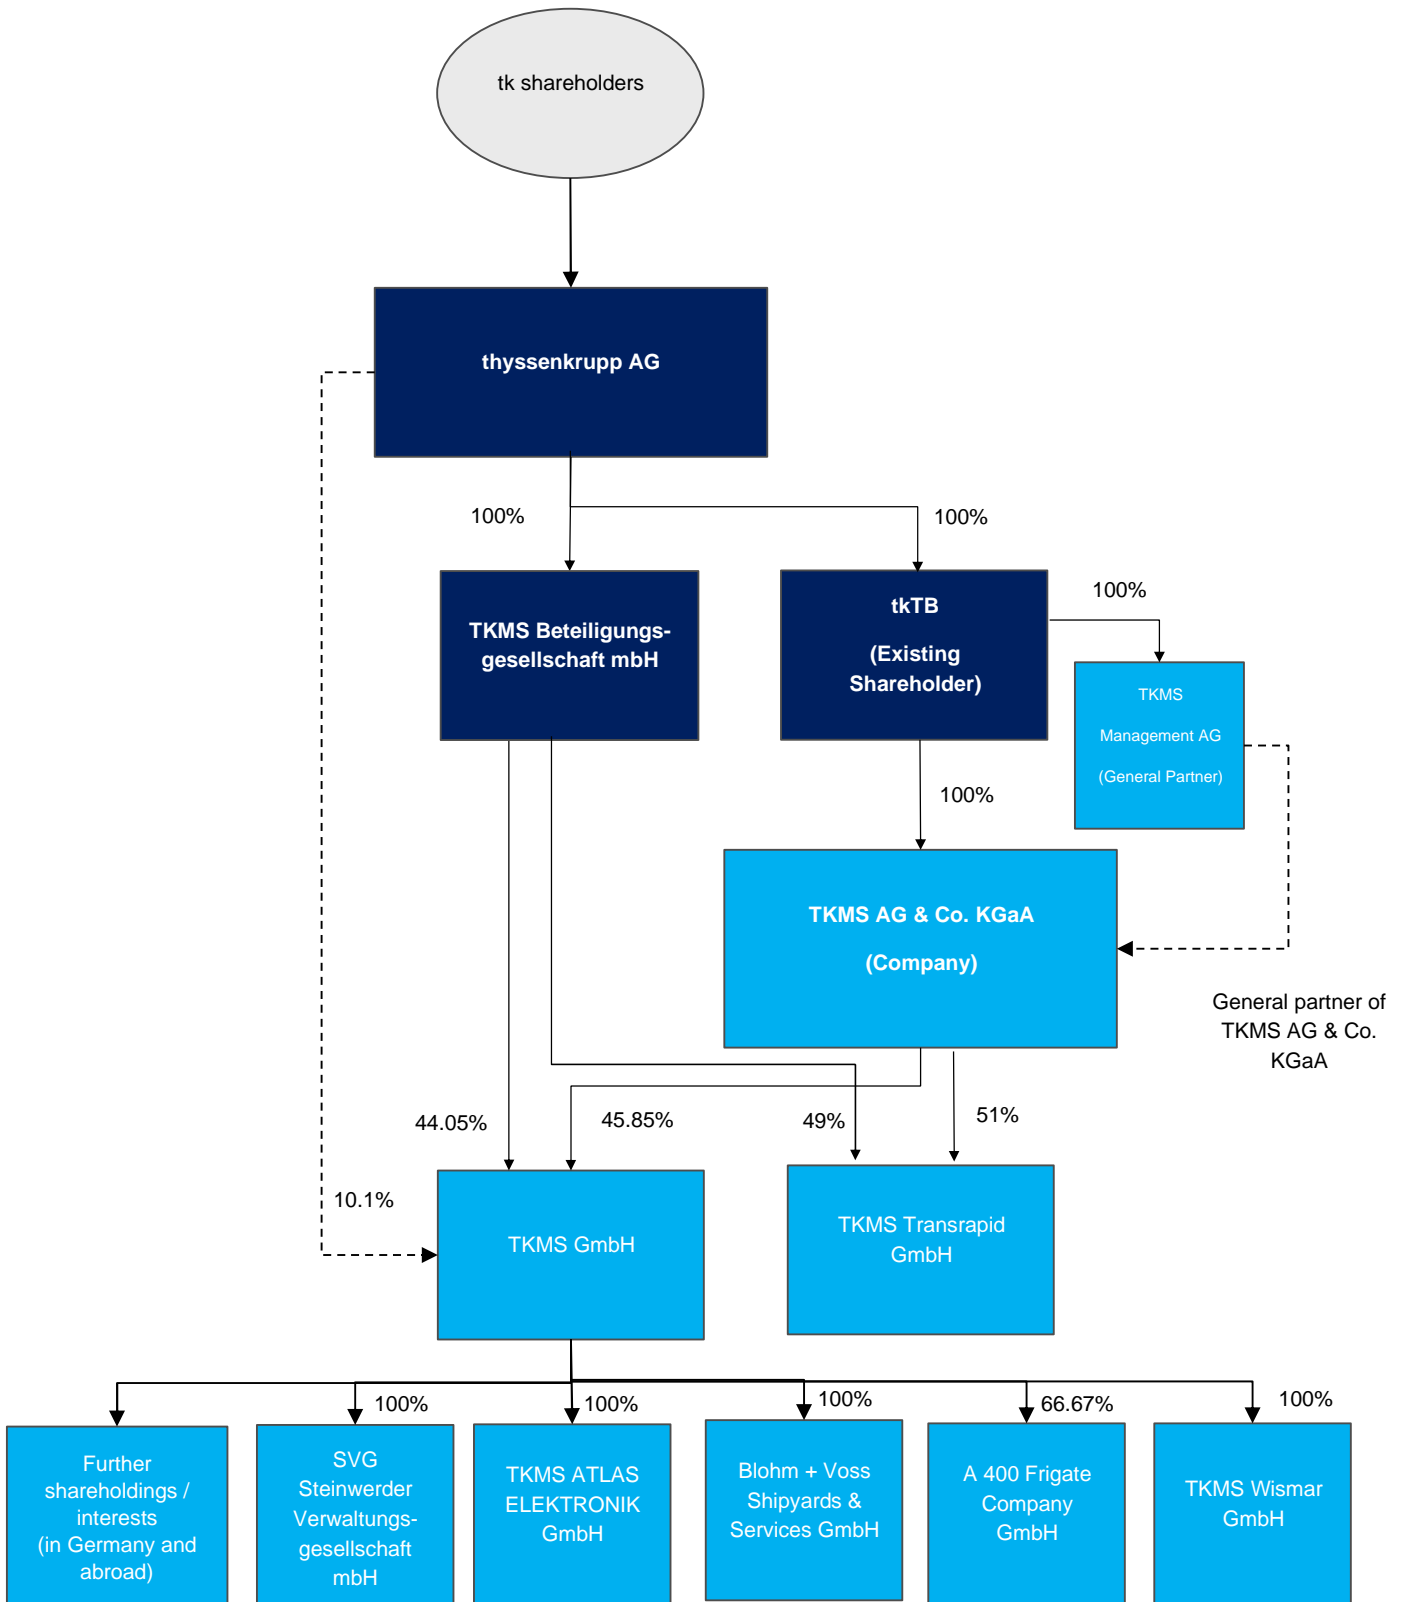 tk shareholders
thyssenkrupp AG
100%
100%
TKMS Beteiligungs-
gesellschaft mbH
tkTB
(Existing
Shareholder)
100%
TKMS
Management AG
(General Partner)
100%
TKMS AG & Co. KGaA
(Company)
General partner of
TKMS AG & Co.
KGaA
44.05%
45.85%
49%
51%
10.1%
TKMS GmbH
TKMS Transrapid
GmbH
100%
100%
100%
66.67%
100%
Further
shareholdings /
interests
(in Germany and
abroad)
SVG
Steinwerder
Verwaltungs-
gesellschaft
mbH
TKMS ATLAS
ELEKTRONIK
GmbH
Blohm + Voss
Shipyards &
Services GmbH
A 400 Frigate
Company
GmbH
TKMS Wismar
GmbH